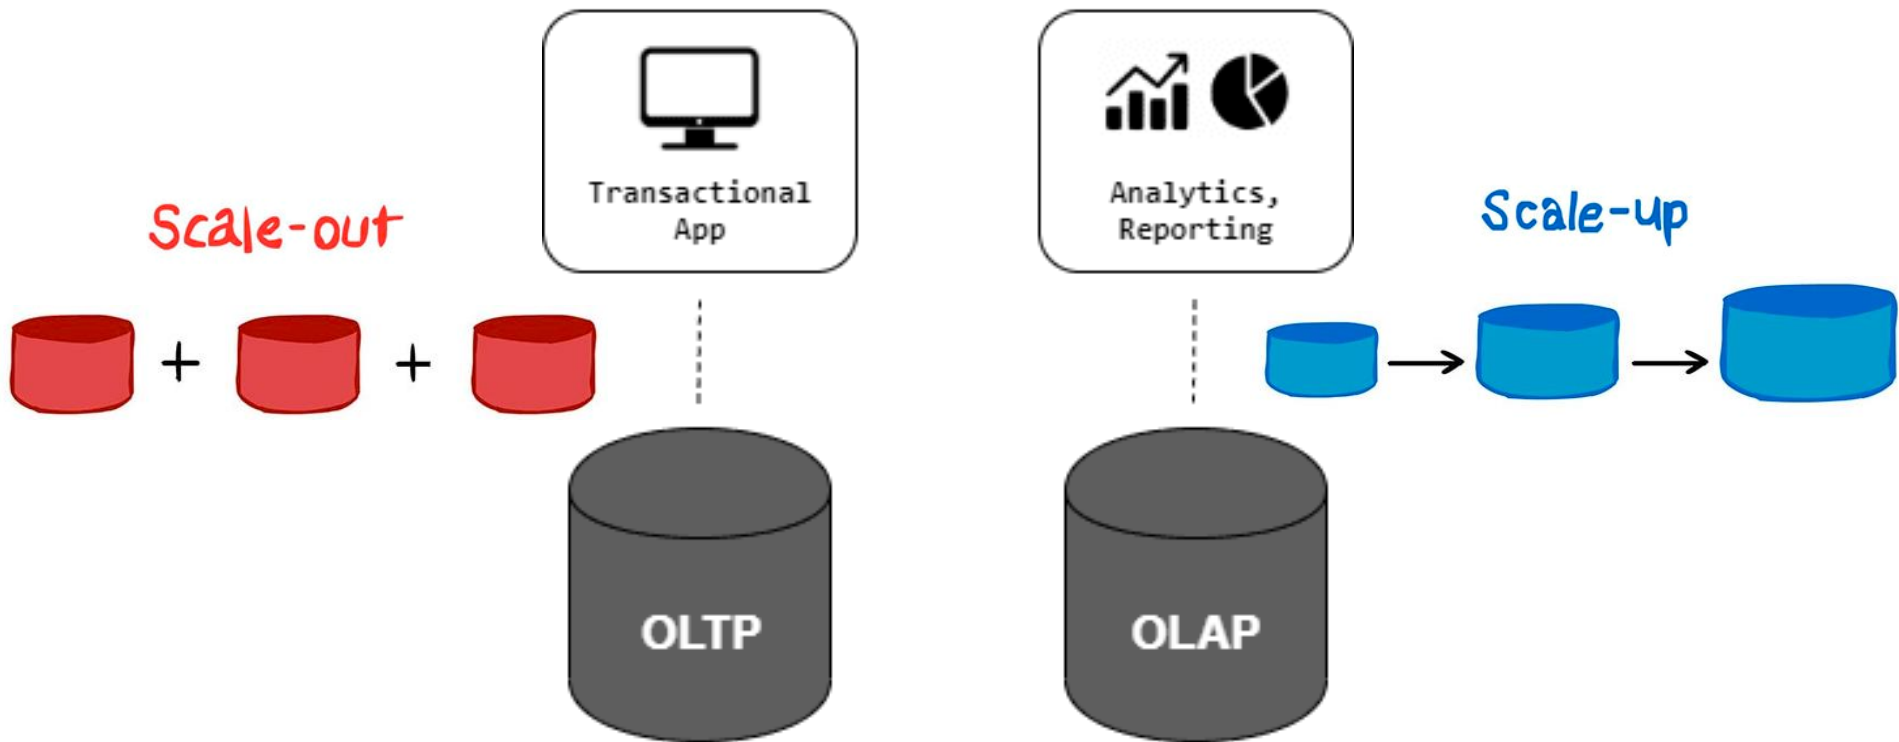 Transactional
App
Analytics,
Reporting
Scale-out
Scale-up
OLTP
OLAP